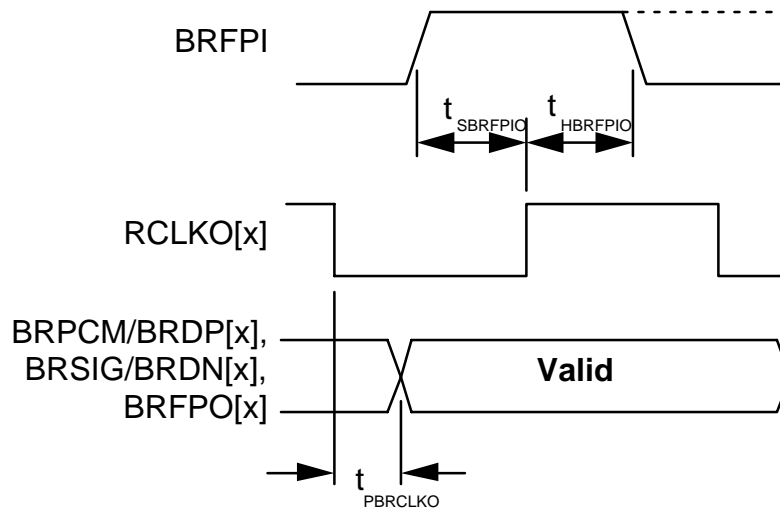 BRFPI
t SBRFPIO t HBRFPIO
RCLKO[x]
BRPCM/BRDP[x],
BRSIG/BRDN[x],
BRFPO[x]
Valid
t PBRCLKO